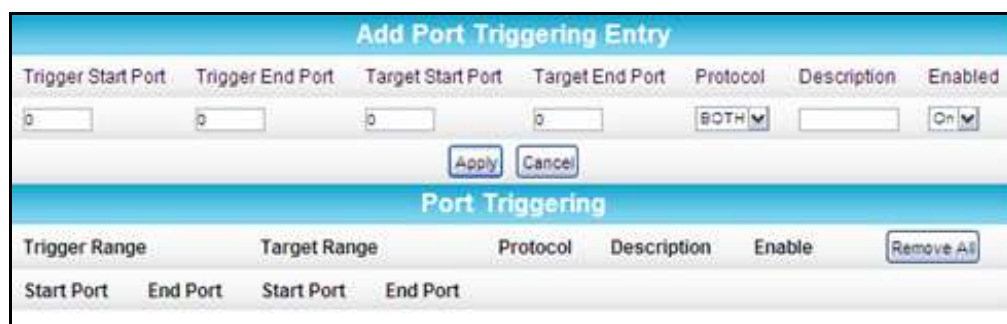 Add Port Triggering Entry
Trigger Start Port Trigger End Port Target Start Port Target End Port Protocol Description Enabled
0 0 0 0 BOTH On
Apply Cancel
Port Triggering
Trigger Range Target Range Protocol Description Enable Remove All
Start Port End Port Start Port End Port